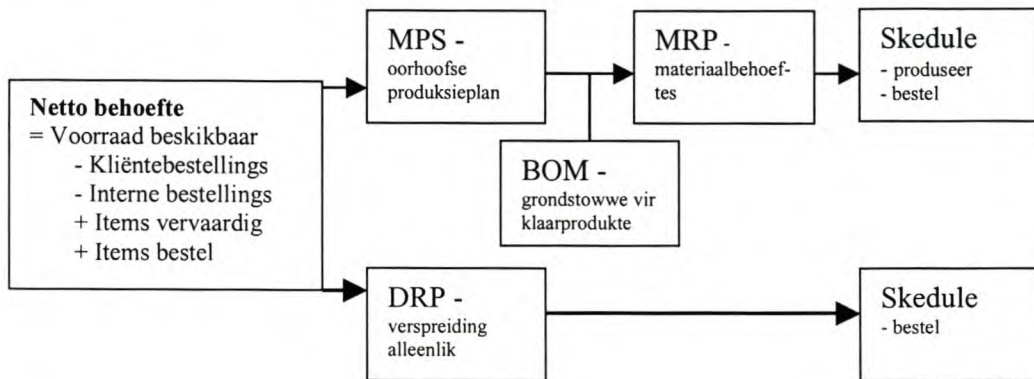 MPS -
oorhoofse
produksieplan
MRP -
materiaalbehoef-
tes
Skedule
- produseer
- bestel
Netto behoefte
= Voorraad beskikbaar
- Kliëntebestellings
- Interne bestellings
+ Items vervaardig
+ Items bestel
BOM -
grondstowwe vir
klaarprodukte
DRP -
verspreiding
alleenlik
Skedule
- bestel